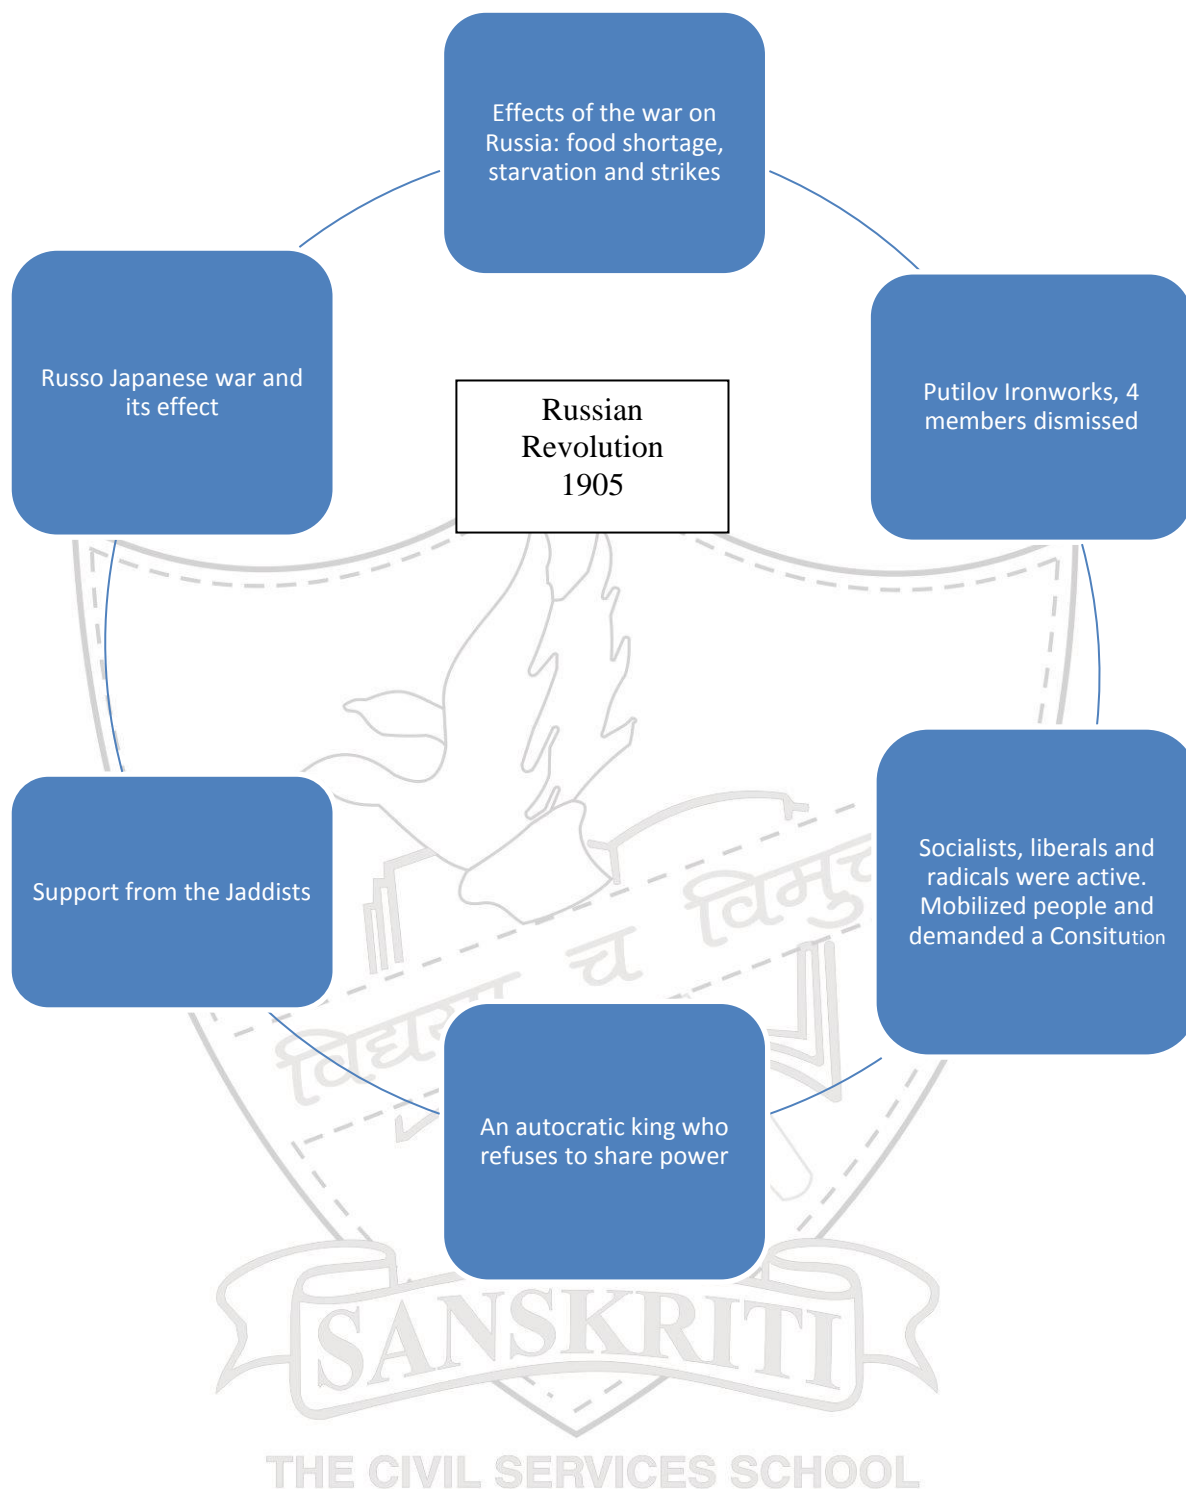 Effects of the war on
Russia: food shortage,
starvation and strikes
Russo Japanese war and
its effect
Russian
Revolution
1905
Putilov Ironworks, 4
members dismissed
Support from the Jaddists
Socialists, liberals and
radicals were active.
Mobilized people and
demanded a Consitution
An autocratic king who
refuses to share power
च
SANSKRITI
THE CIVIL SERVICES SCHOOL